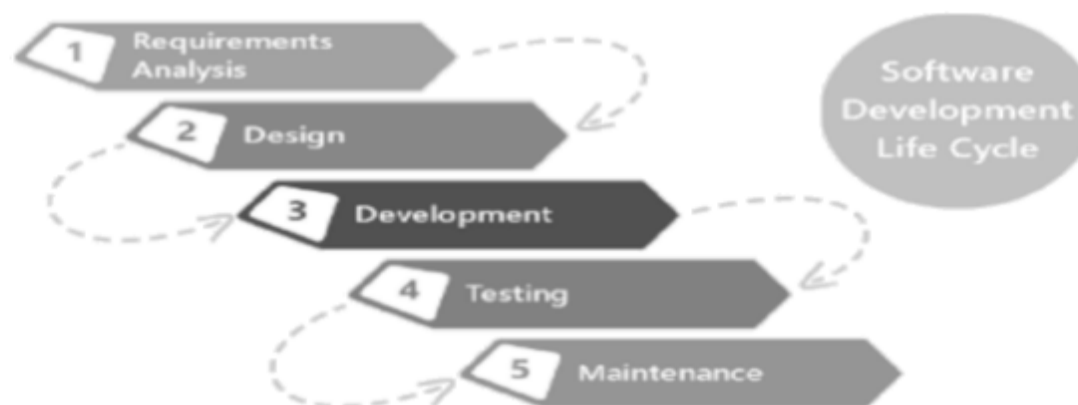 1
Requirements
Analysis
2
Design
3
Development
4
Testing
5
Maintenance
Software
Development
Life Cycle